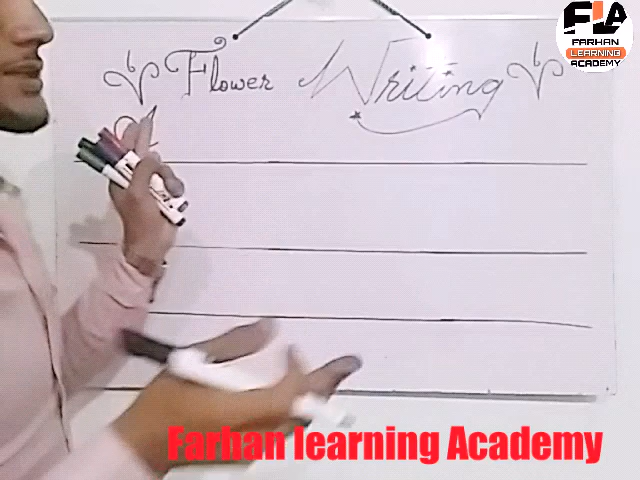 FLA
FARHAN
LEARNING
ACADEMY
Flower Writing
Farhan learning Academy